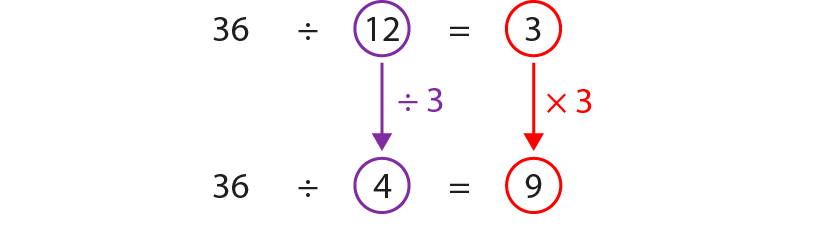 36 ÷ 12 = 3
÷ 3 × 3
36 ÷ 4 = 9